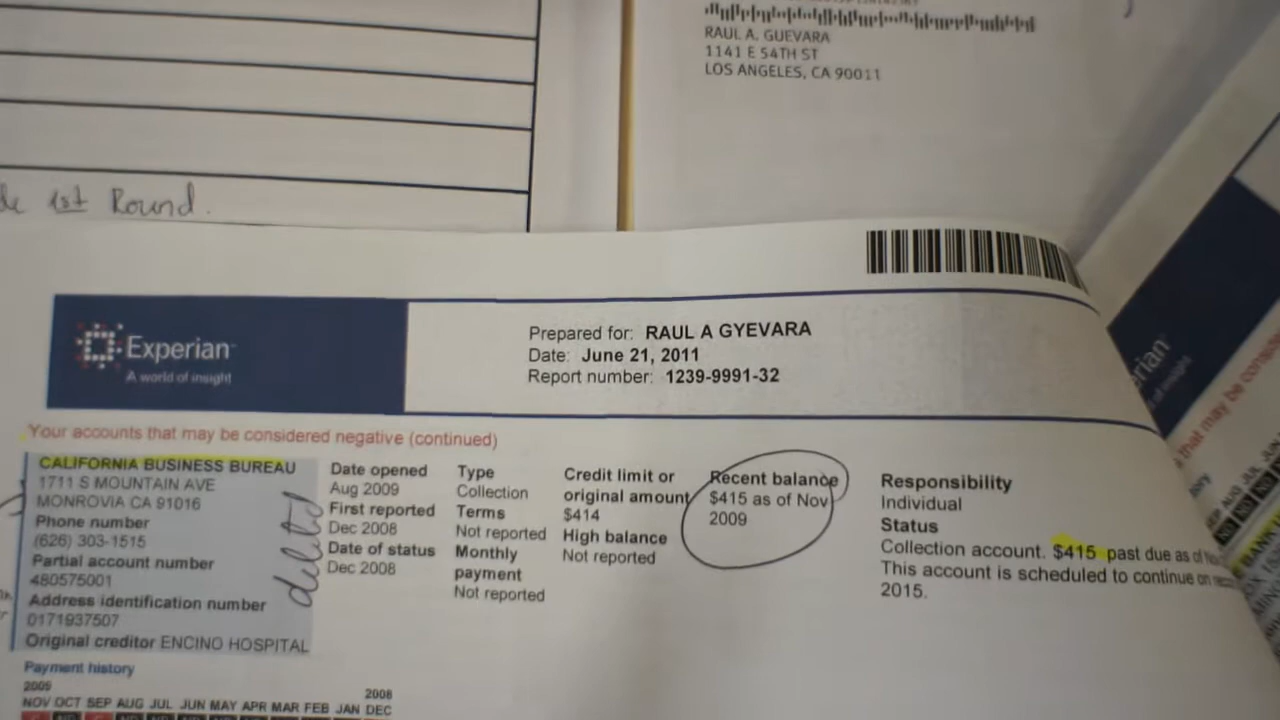 RAUL A. GUEVARA
1141 E 54TH ST
LOS ANGELES, CA 90011
1st Round.
Experian
A world of insight
Prepared for: RAUL A GYEVARA
Date: June 21, 2011
Report number: 1239-9991-32
Your accounts that may be considered negative (continued)
CALIFORNIA BUSINESS BUREAU
1711 S MOUNTAIN AVE
MONROVIA CA 91016
Phone number
(626) 303-1515
Partial account number
480575001
Address identification number
0171937507
Original creditor ENCINO HOSPITAL
deleted
Date opened
Aug 2009
First reported
Dec 2008
Date of status
Dec 2008
Type
Collection
Terms
Not reported
Monthly
payment
Not reported
Credit limit or
original amount
$414
High balance
Not reported
Recent balance
$415 as of Nov
2009
Responsibility
Individual
Status
Collection account. $415 past due as of
This account is scheduled to continue on
2015.
Payment history
2009 2008
NOV OCT SEP AUG JUL JUN MAY APR MAR FEB JAN DEC
rian
that may be